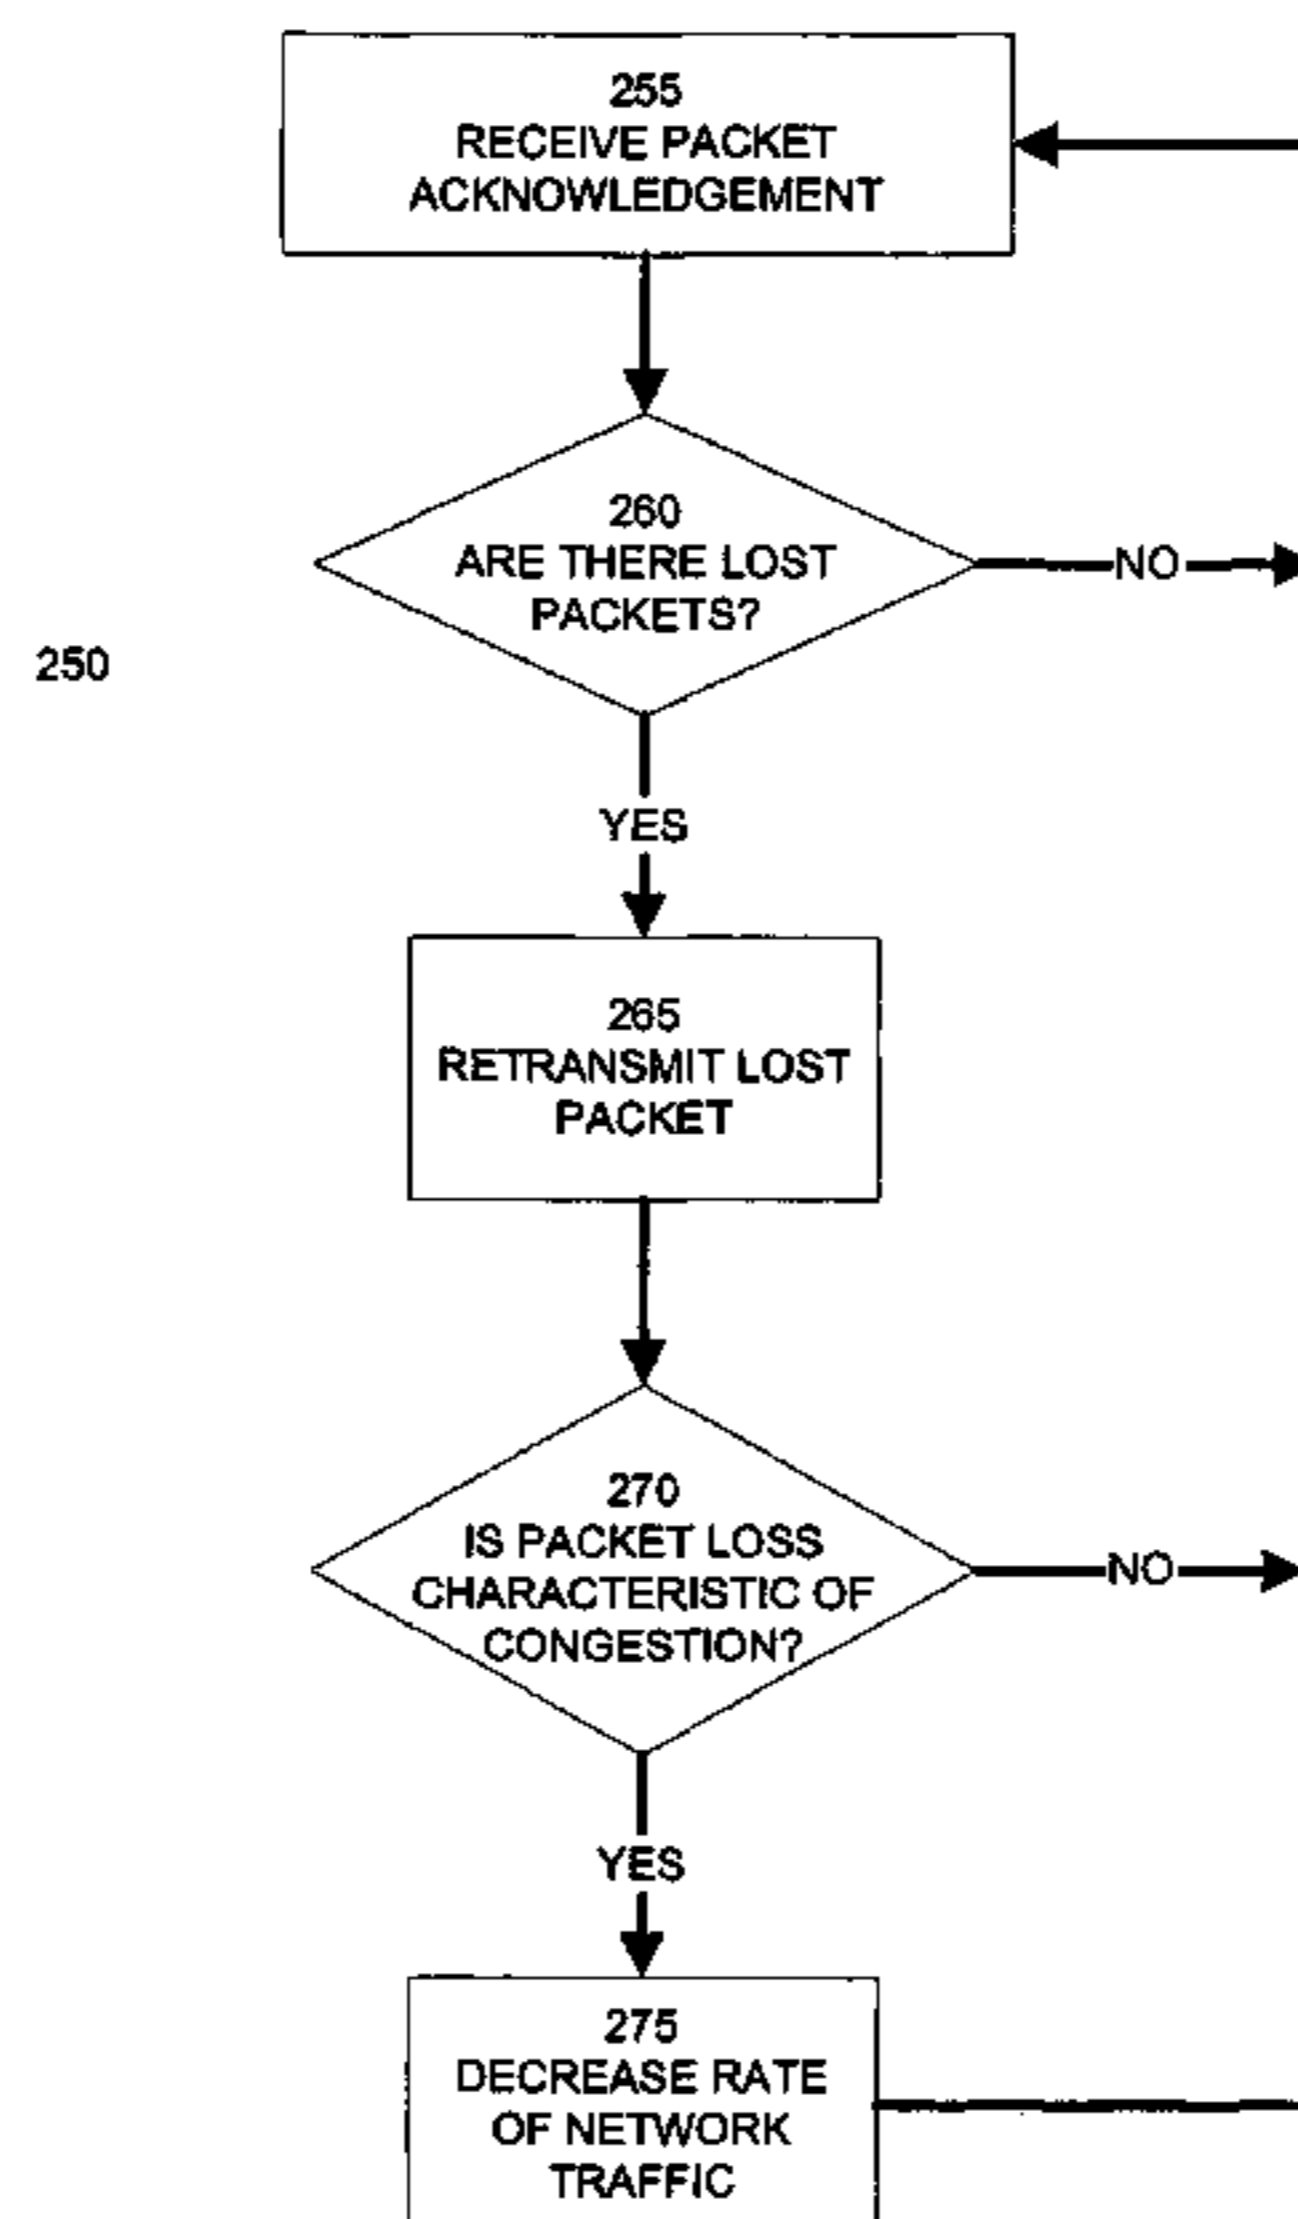 255
RECEIVE PACKET
ACKNOWLEDGEMENT
260
ARE THERE LOST
PACKETS?
NO
250
YES
265
RETRANSMIT LOST
PACKET
270
IS PACKET LOSS
CHARACTERISTIC OF
CONGESTION?
NO
YES
275
DECREASE RATE
OF NETWORK
TRAFFIC